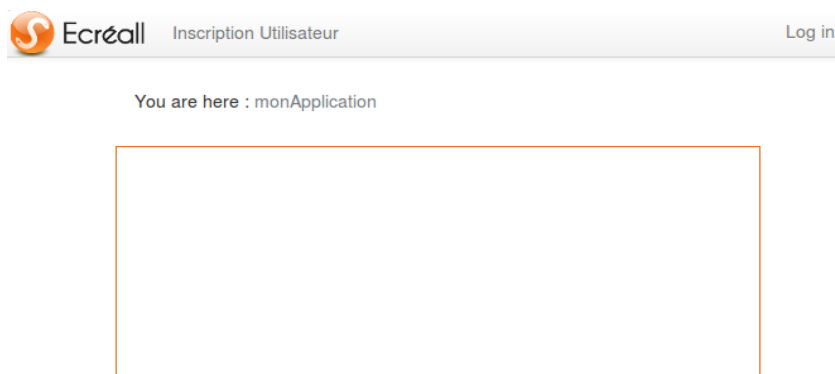 Ecréall Inscription Utilisateur Log in
You are here : monApplication